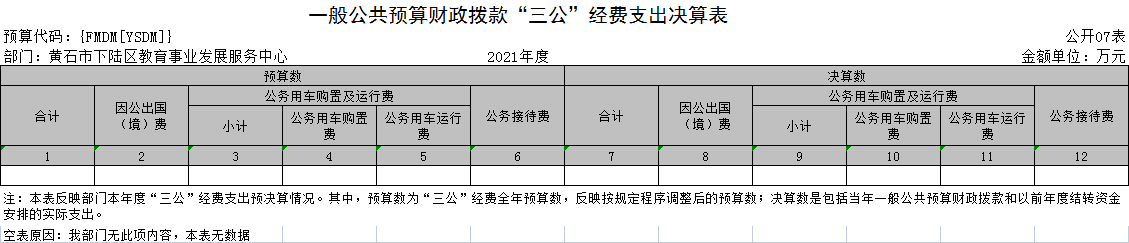 一般公共预算财政拨款“三公”经费支出决算表
预算代码：{FMDM[YSDM]} 公开07表
部门：黄石市下陆区教育事业发展服务中心 2021年度 金额单位：万元
预算数 决算数
合计 因公出国（境）费 公务用车购置及运行费 公务接待费 合计 因公出国（境）费 公务用车购置及运行费 公务接待费
小计 公务用车购置费 公务用车运行费 小计 公务用车购置费 公务用车运行费
1 2 3 4 5 6 7 8 9 10 11 12
注：本表反映部门本年度“三公”经费支出预决算情况。其中，预算数为“三公”经费全年预算数，反映按规定程序调整后的预算数；决算数是包括当年一般公共预算财政拨款和以前年度结转资金
安排的实际支出。
空表原因：我部门无此项内容，本表无数据